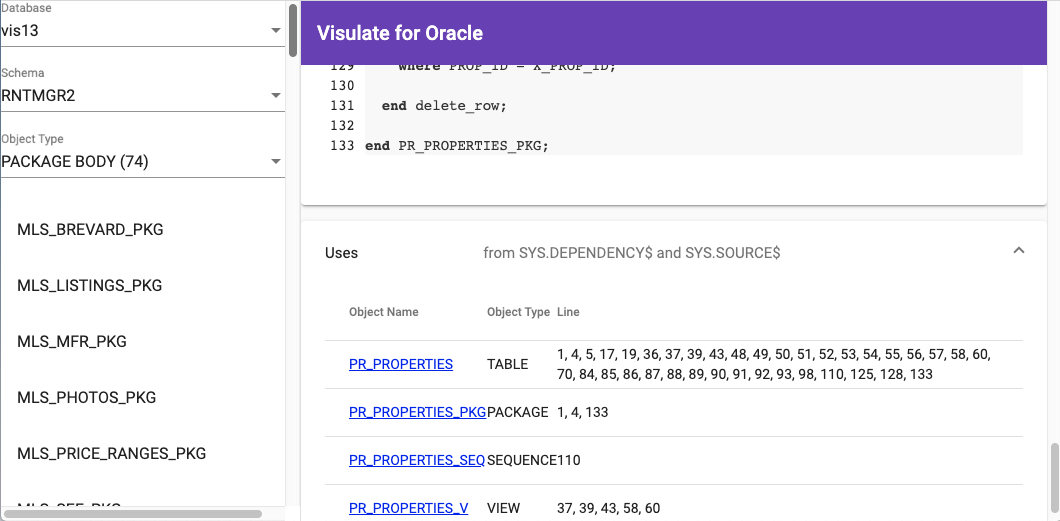 Database
vis13
Schema
RNTMGR2
Object Type
PACKAGE BODY (74)
MLS_BREVARD_PKG
MLS_LISTINGS_PKG
MLS_MFR_PKG
MLS_PHOTOS_PKG
MLS_PRICE_RANGES_PKG
Visulate for Oracle
129 where PROP_ID = X_PROP_ID;
130
131 end delete_row;
132
133 end PR_PROPERTIES_PKG;
Uses from SYS.DEPENDENCY$ and SYS.SOURCE$
Object Name Object Type Line
PR_PROPERTIES TABLE 1, 4, 5, 17, 19, 36, 37, 39, 43, 48, 49, 50, 51, 52, 53, 54, 55, 56, 57, 58, 60,
70, 84, 85, 86, 87, 88, 89, 90, 91, 92, 93, 98, 110, 125, 128, 133
PR_PROPERTIES_PKG PACKAGE 1, 4, 133
PR_PROPERTIES_SEQ SEQUENCE 110
PR_PROPERTIES_V VIEW 37, 39, 43, 58, 60